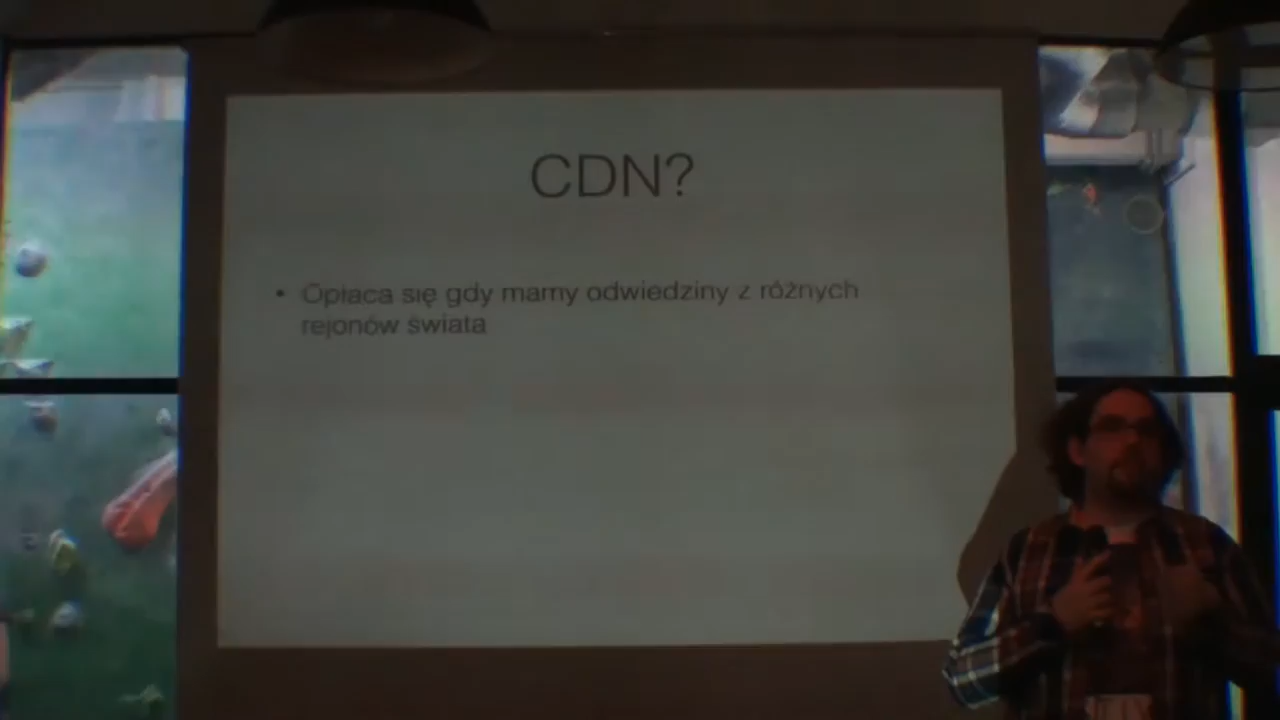 CDN?
• Opłaca się gdy mamy odwiedziny z różnych
rejonów świata